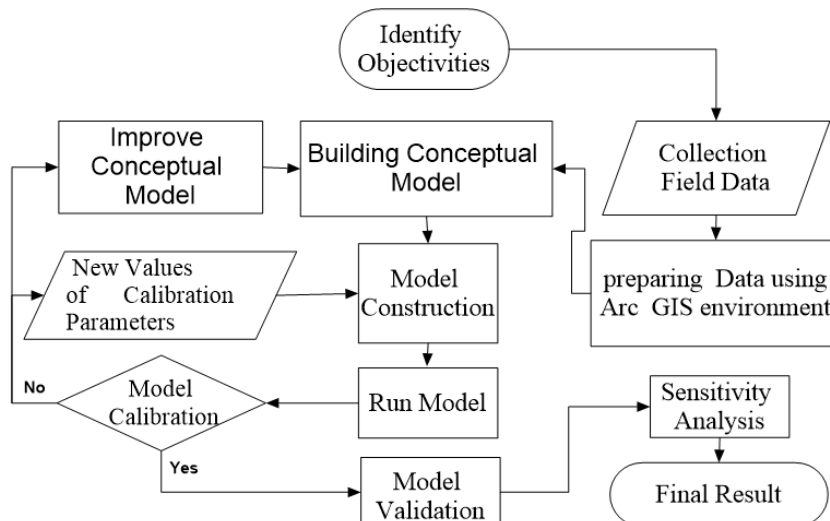 Identify
Objectivities
Improve
Conceptual
Model
Building Conceptual
Model
Collection
Field Data
New Values
of Calibration
Parameters
Model
Construction
preparing Data using
Arc GIS environment
No
Model
Calibration
Run Model
Sensitivity
Analysis
Yes
Model
Validation
Final Result